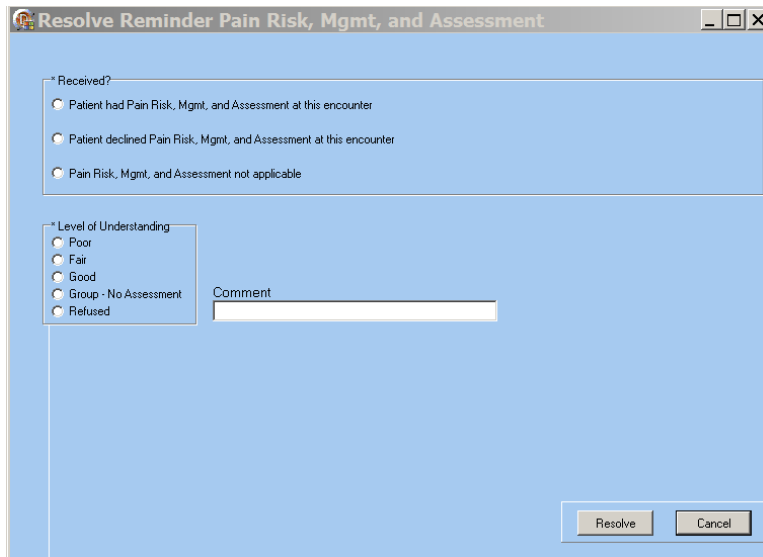 Resolve Reminder Pain Risk, Mgmt, and Assessment
* Received?
Patient had Pain Risk, Mgmt, and Assessment at this encounter
Patient declined Pain Risk, Mgmt, and Assessment at this encounter
Pain Risk, Mgmt, and Assessment not applicable
* Level of Understanding
Poor
Fair
Good
Group - No Assessment
Refused
Comment
Resolve Cancel